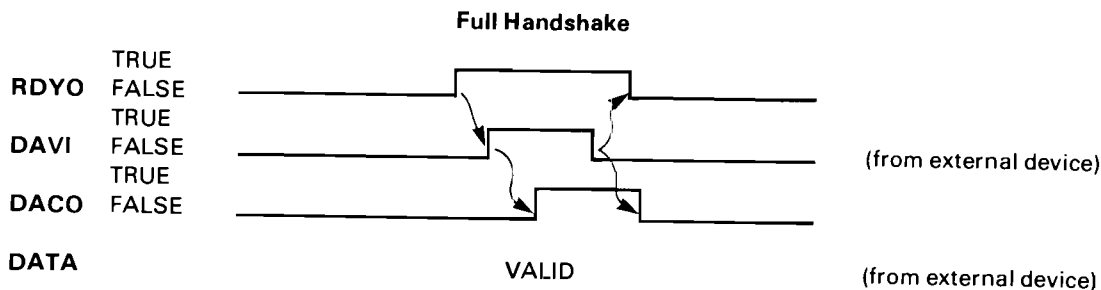 Full Handshake
TRUE
RDYO FALSE
TRUE
DAVI FALSE (from external device)
TRUE
DACO FALSE
DATA VALID (from external device)